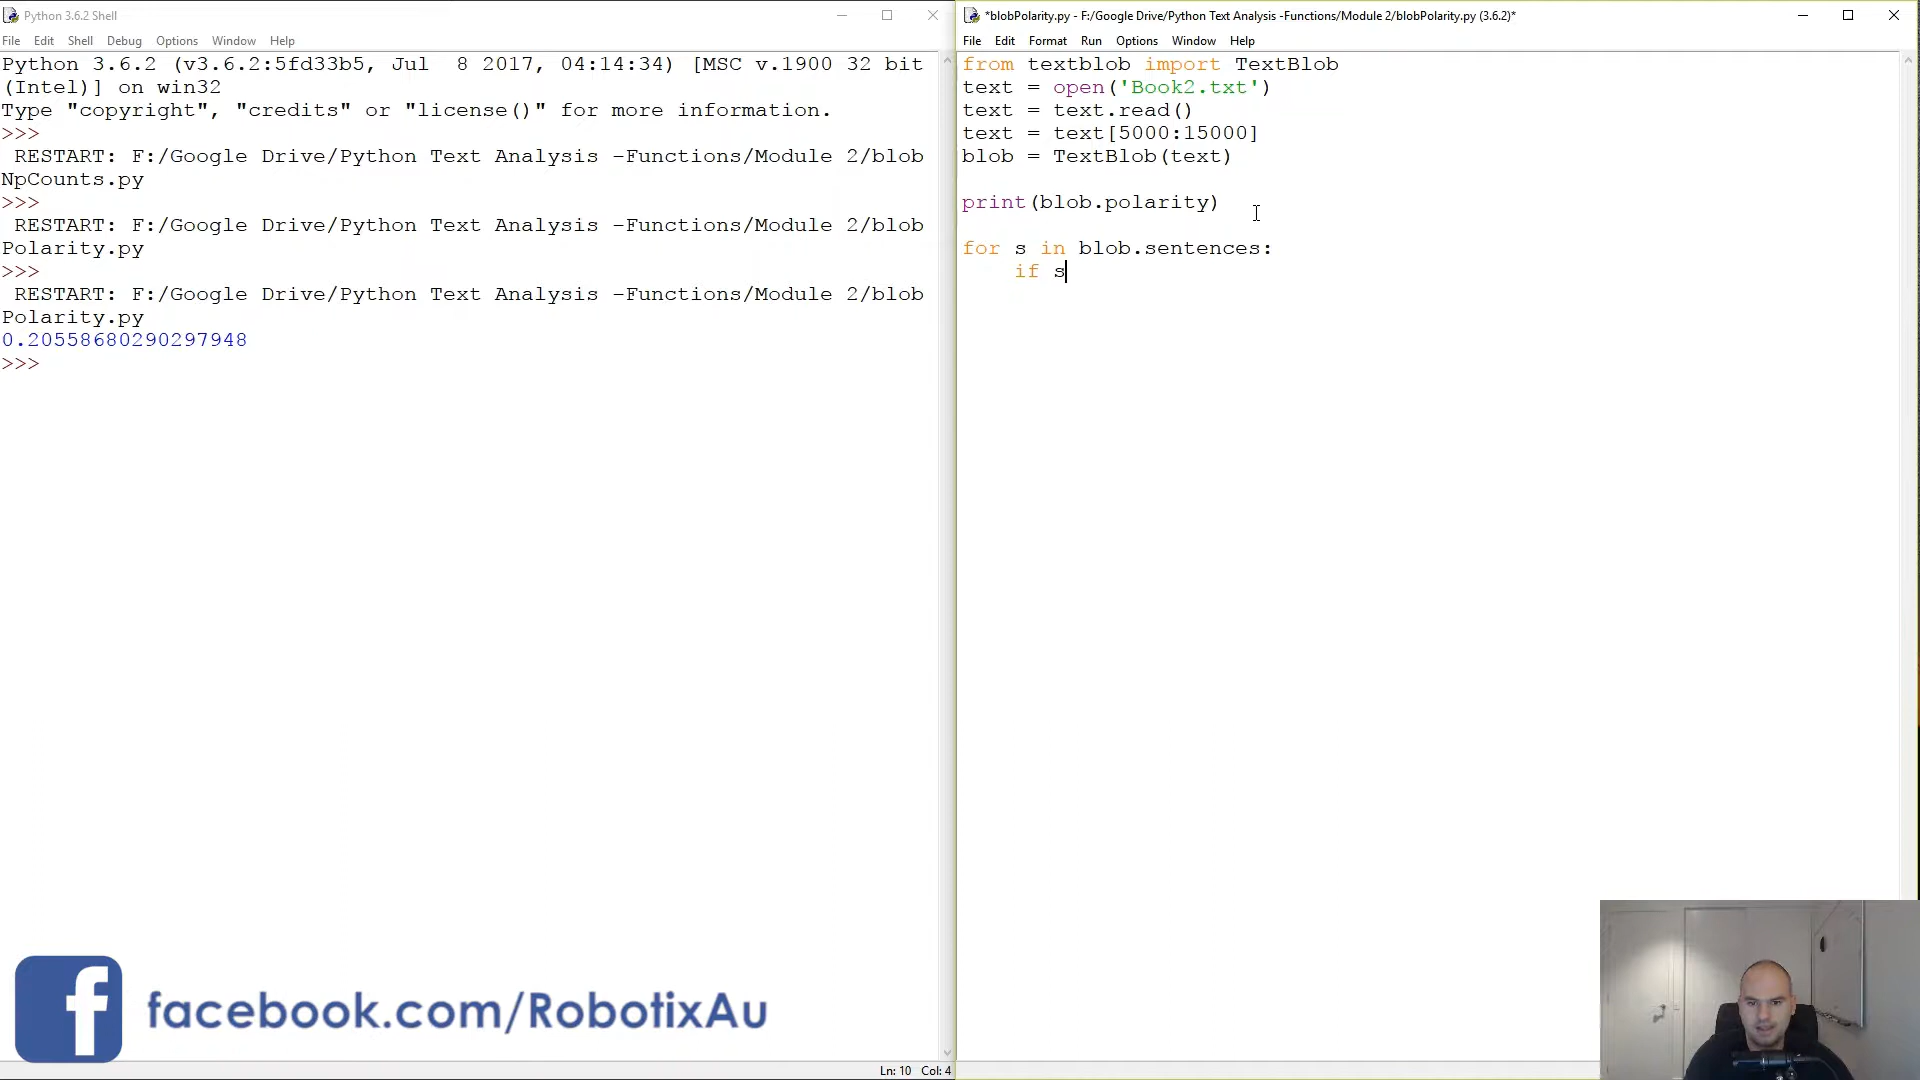 Python 3.6.2 Shell
File Edit Shell Debug Options Window Help
Python 3.6.2 (v3.6.2:5fd33b5, Jul  8 2017, 04:14:34) [MSC v.1900 32 bit
(Intel)] on win32
Type "copyright", "credits" or "license()" for more information.
>>>
 RESTART: F:/Google Drive/Python Text Analysis -Functions/Module 2/blob
NpCounts.py
>>>
 RESTART: F:/Google Drive/Python Text Analysis -Functions/Module 2/blob
Polarity.py
>>>
 RESTART: F:/Google Drive/Python Text Analysis -Functions/Module 2/blob
Polarity.py
0.20558680290297948
>>>
facebook.com/RobotixAu
Ln: 10 Col: 4
*blobPolarity.py - F:/Google Drive/Python Text Analysis -Functions/Module 2/blobPolarity.py (3.6.2)*
File Edit Format Run Options Window Help
from textblob import TextBlob
text = open('Book2.txt')
text = text.read()
text = text[5000:15000]
blob = TextBlob(text)
print(blob.polarity)
for s in blob.sentences:
    if s